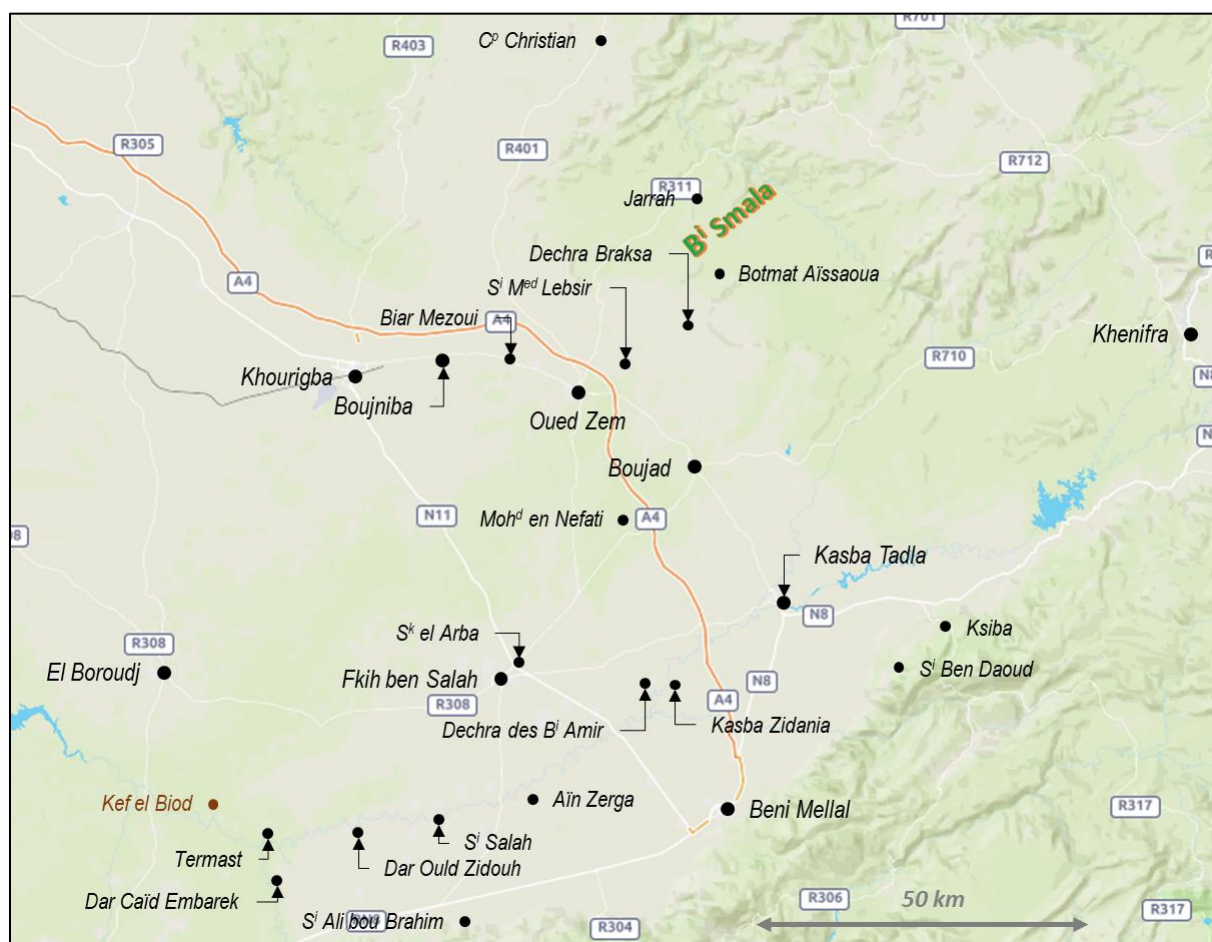 R701
R403
Cᵖ Christian
R305
R401
R712
R311
Jarrah
Bⁱ Smala
Dechra Braksa
Botmat Aïssaoua
A4
Sⁱ Mᵉᵈ Lebsir
Biar Mezoui
A4
Khenifra
R710
Khourigba
N8
Boujniba
Oued Zem
Boujad
N11
Mohᵈ en Nefati
A4
Kasba Tadla
N8
Sᵏ el Arba
Ksiba
R308
El Boroudj
Fkih ben Salah
Sⁱ Ben Daoud
N8
R308
A4
Dechra des Bⁱ Amir
Kasba Zidania
Kef el Biod
Aïn Zerga
Beni Mellal
R317
Termast
Sⁱ Salah
Dar Ould Zidouh
Dar Caïd Embarek
R306
50 km
R317
Sⁱ Ali bou Brahim
R304